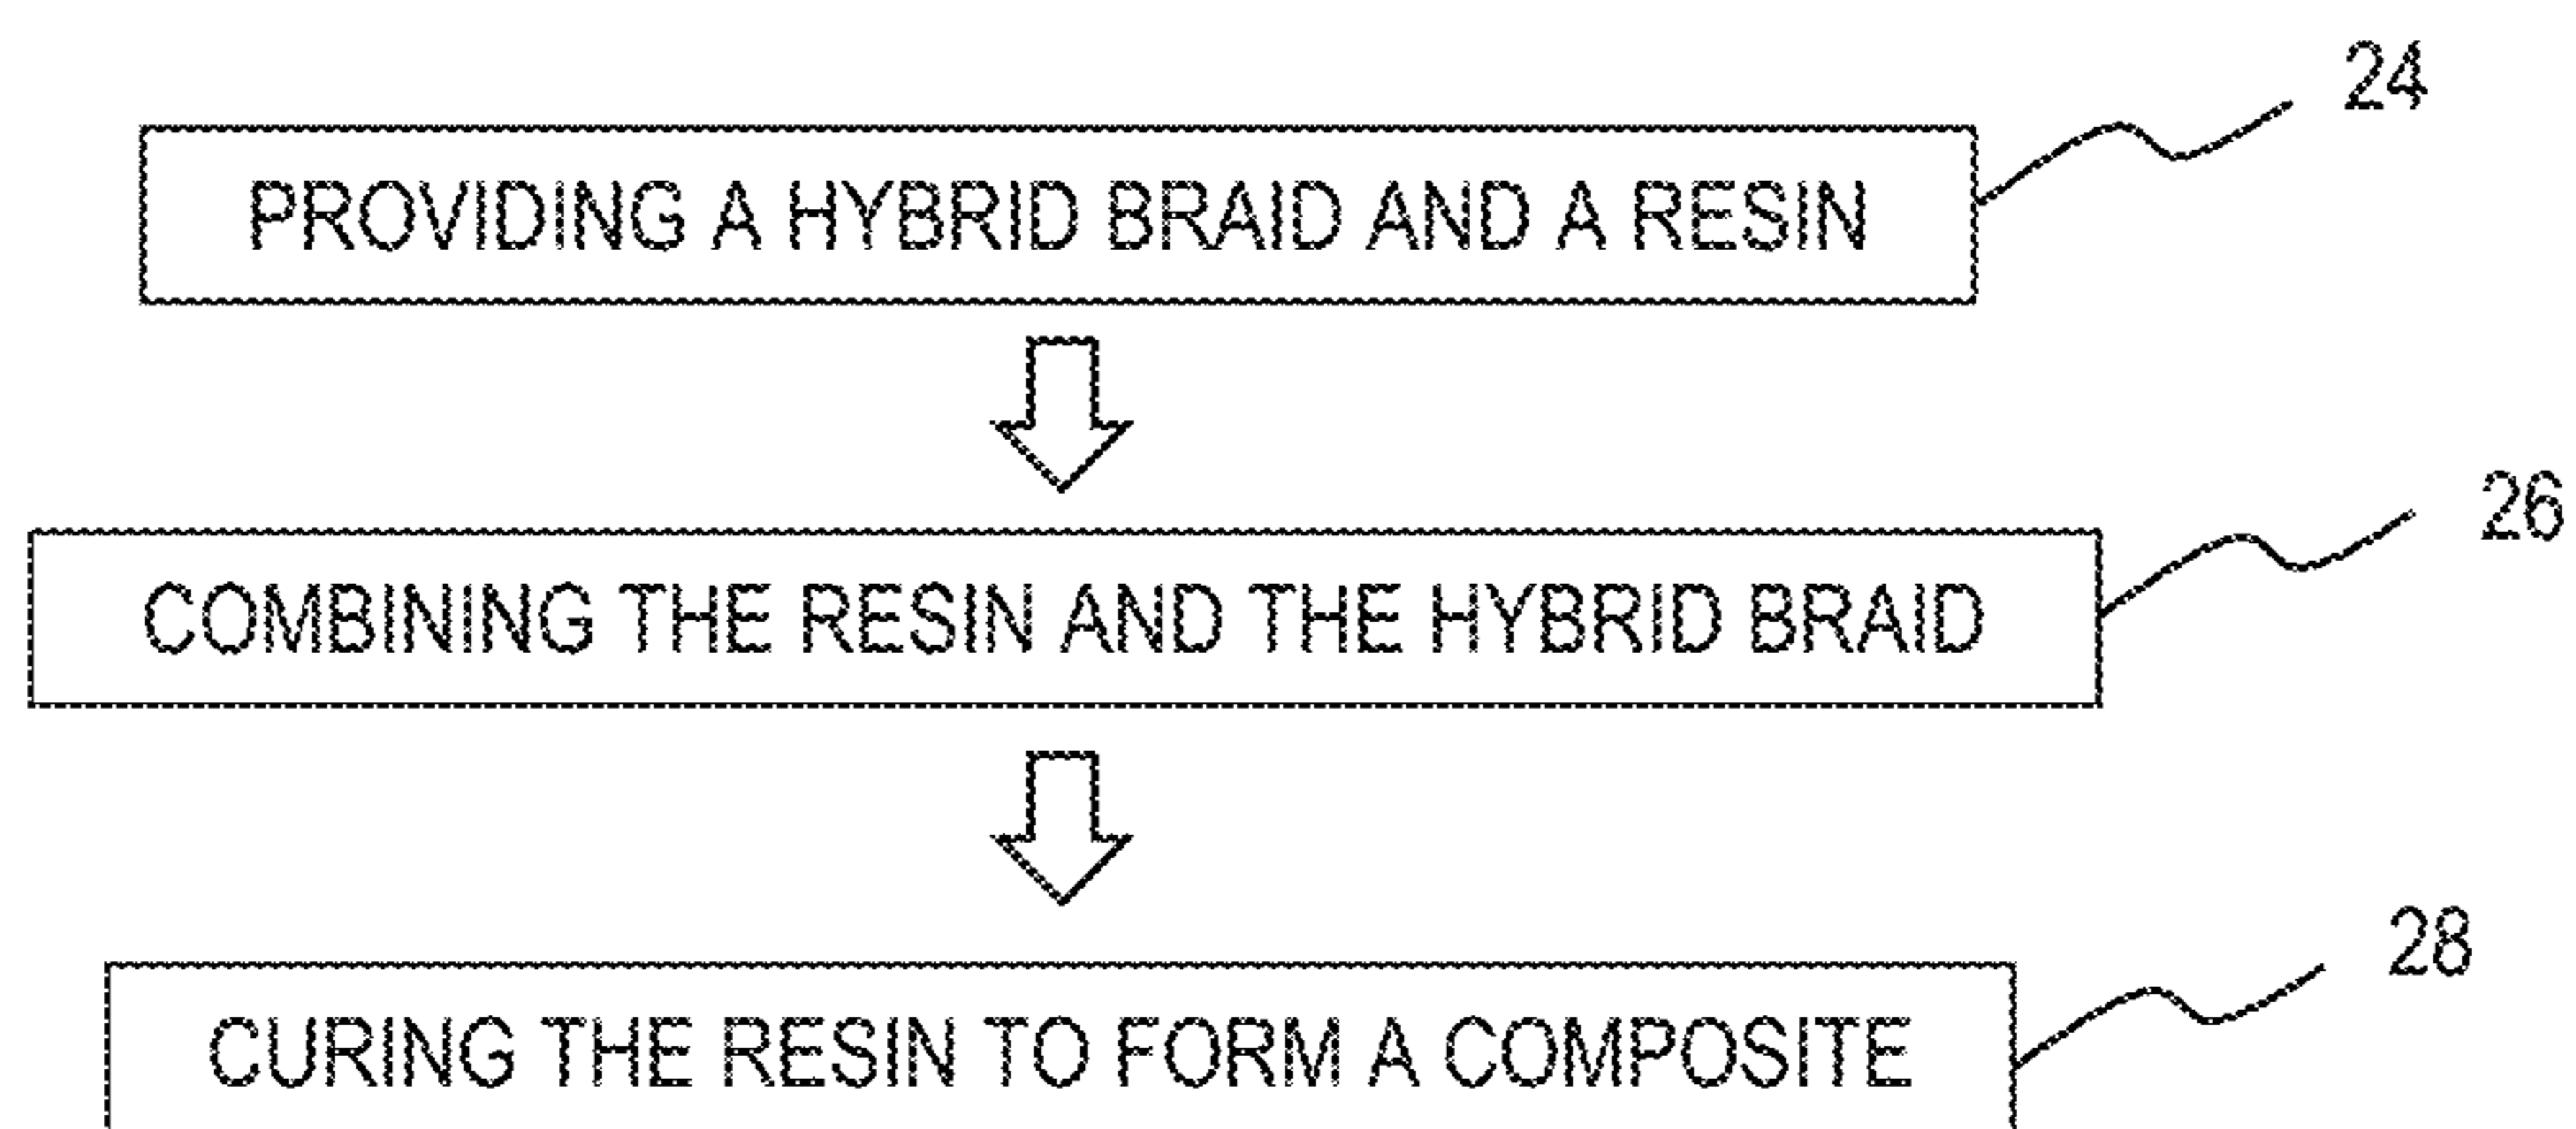 24
PROVIDING A HYBRID BRAID AND A RESIN
26
COMBINING THE RESIN AND THE HYBRID BRAID
28
CURING THE RESIN TO FORM A COMPOSITE